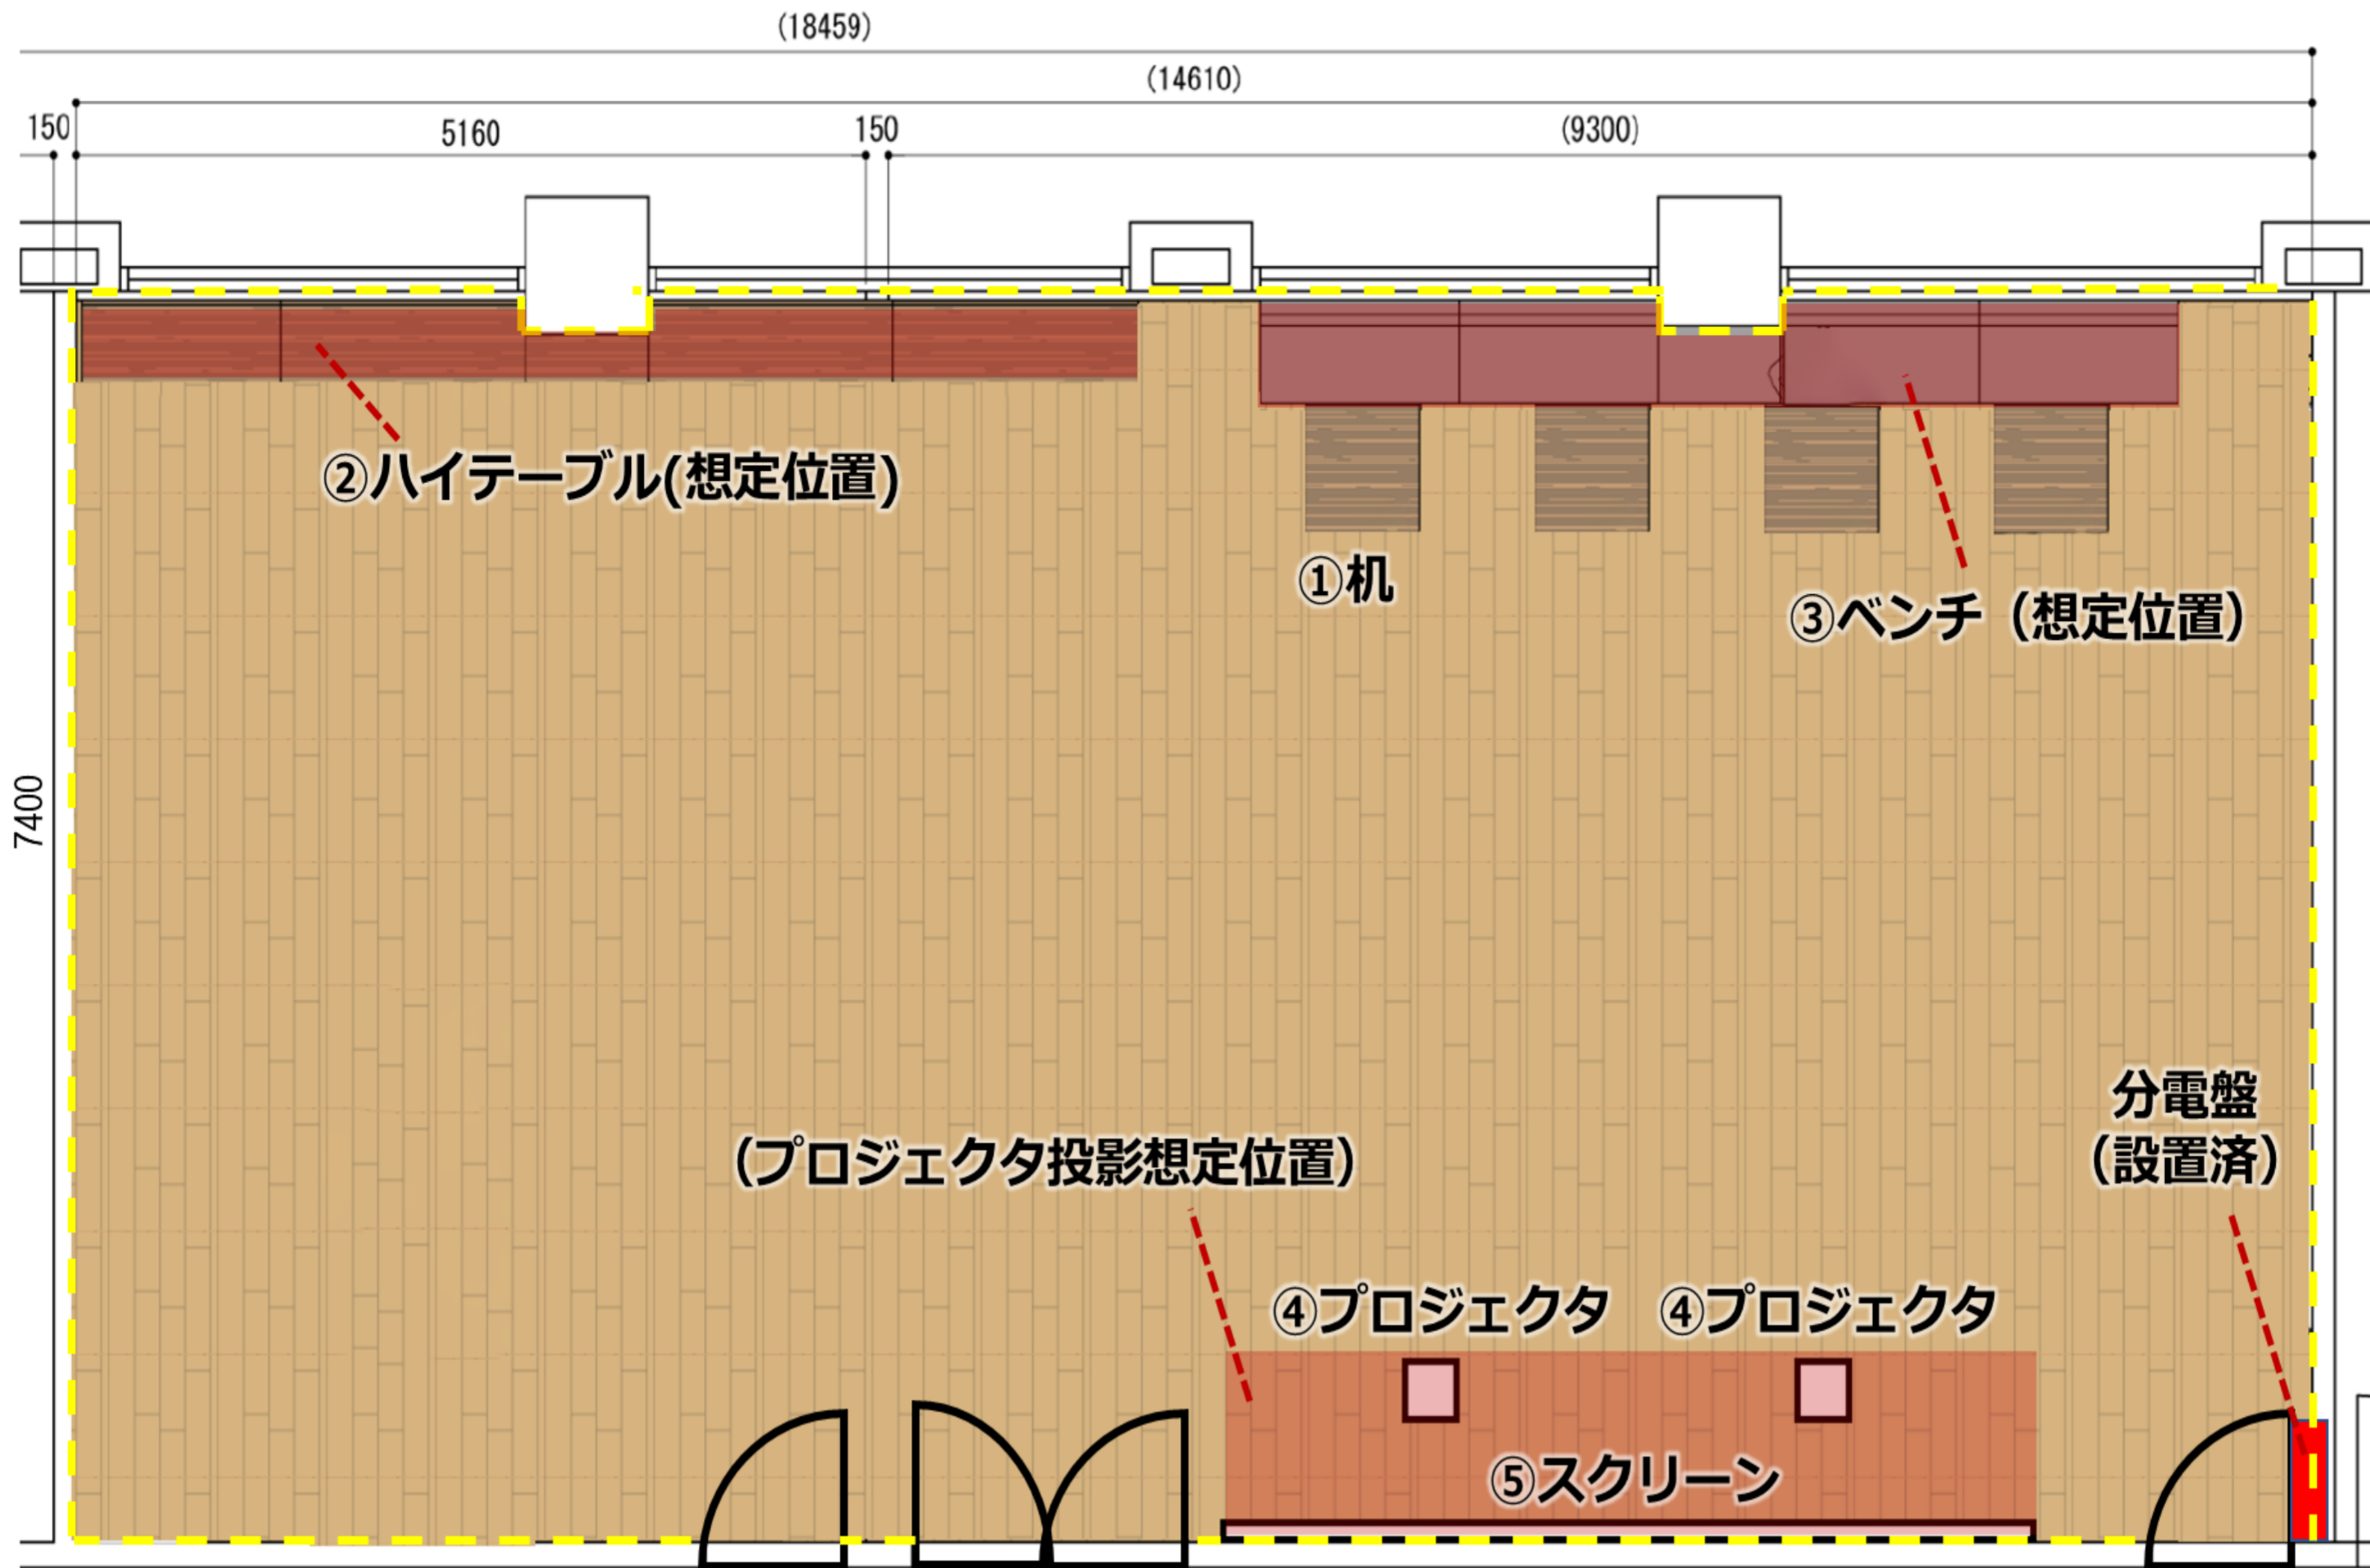 (18459)
(14610)
150
5160
150
(9300)
②ハイテーブル(想定位置)
①机
③ベンチ（想定位置）
7400
分電盤
（設置済）
（プロジェクタ投影想定位置）
④プロジェクタ
④プロジェクタ
⑤スクリーン